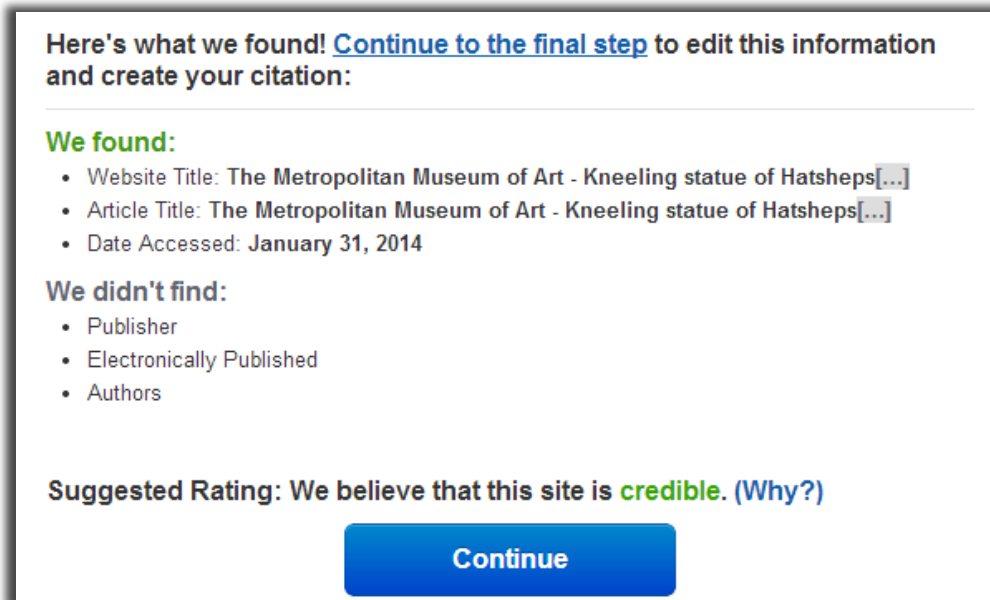 Here's what we found! Continue to the final step to edit this information
and create your citation:
We found:
• Website Title: The Metropolitan Museum of Art - Kneeling statue of Hatsheps[...]
• Article Title: The Metropolitan Museum of Art - Kneeling statue of Hatsheps[...]
• Date Accessed: January 31, 2014
We didn't find:
• Publisher
• Electronically Published
• Authors
Suggested Rating: We believe that this site is credible. (Why?)
Continue